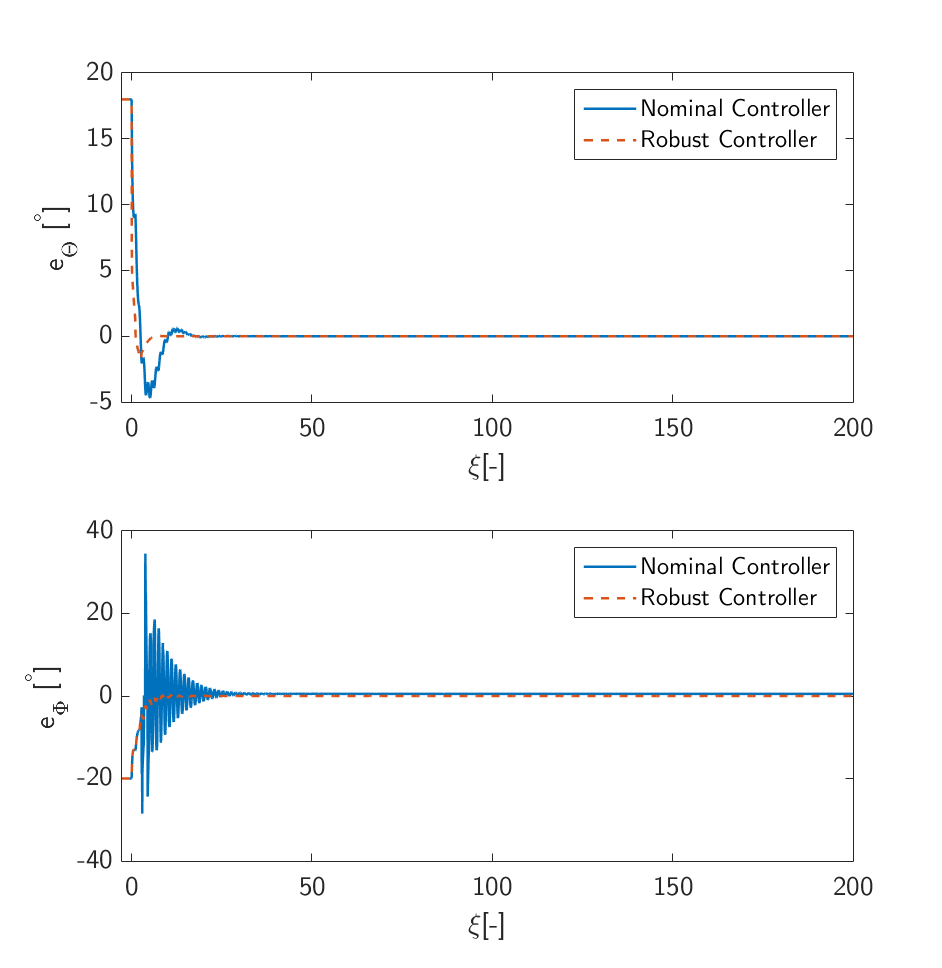 20
15
10
5
0
-5
e_Θ [°]
Nominal Controller
Robust Controller
0 50 100 150 200
ξ[-]
40
20
0
-20
-40
e_Φ [°]
Nominal Controller
Robust Controller
0 50 100 150 200
ξ[-]